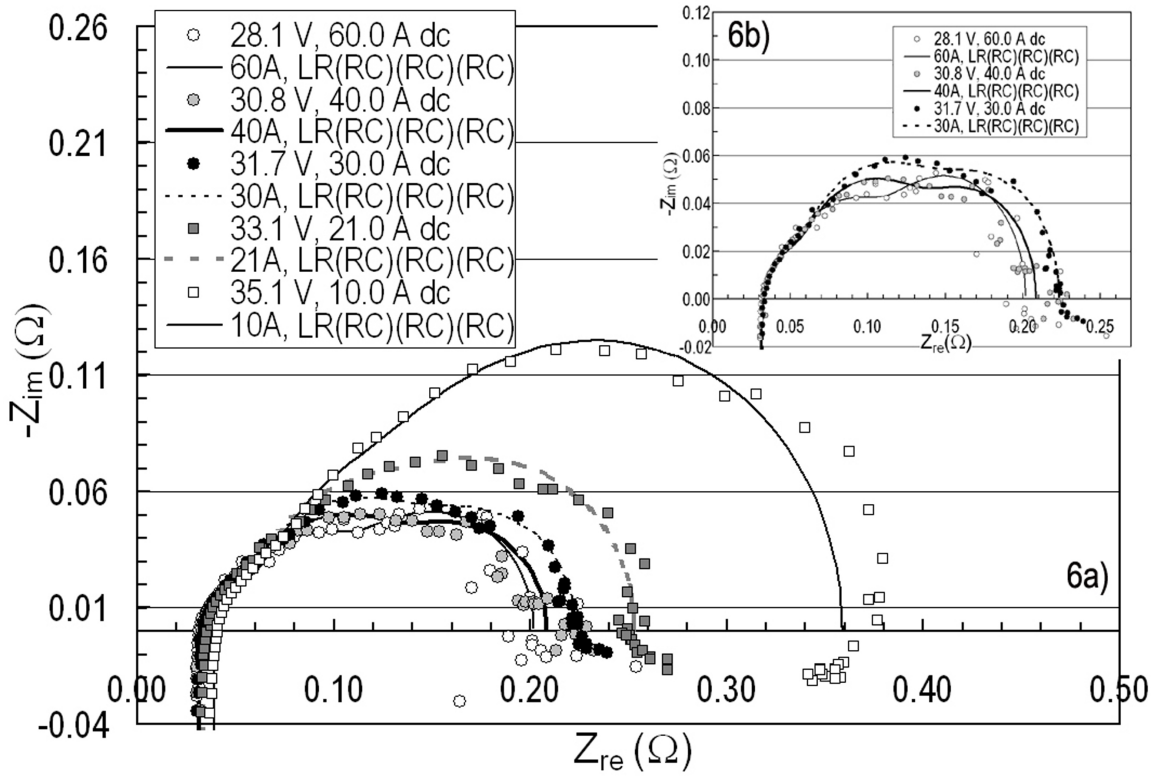 0.26
0.21
0.16
0.11
0.06
0.01
-0.04
-Zim (Ω)
28.1 V, 60.0 A dc
60A, LR(RC)(RC)(RC)
30.8 V, 40.0 A dc
40A, LR(RC)(RC)(RC)
31.7 V, 30.0 A dc
30A, LR(RC)(RC)(RC)
33.1 V, 21.0 A dc
21A, LR(RC)(RC)(RC)
35.1 V, 10.0 A dc
10A, LR(RC)(RC)(RC)
6b)
0.12
0.10
0.08
0.06
0.04
0.02
0.00
-0.02
-Zim (Ω)
28.1 V, 60.0 A dc
60A, LR(RC)(RC)(RC)
30.8 V, 40.0 A dc
40A, LR(RC)(RC)(RC)
31.7 V, 30.0 A dc
30A, LR(RC)(RC)(RC)
0.00 0.05 0.10 0.15 0.20 0.25
Zre(Ω)
6a)
0.00 0.10 0.20 0.30 0.40 0.50
Zre (Ω)